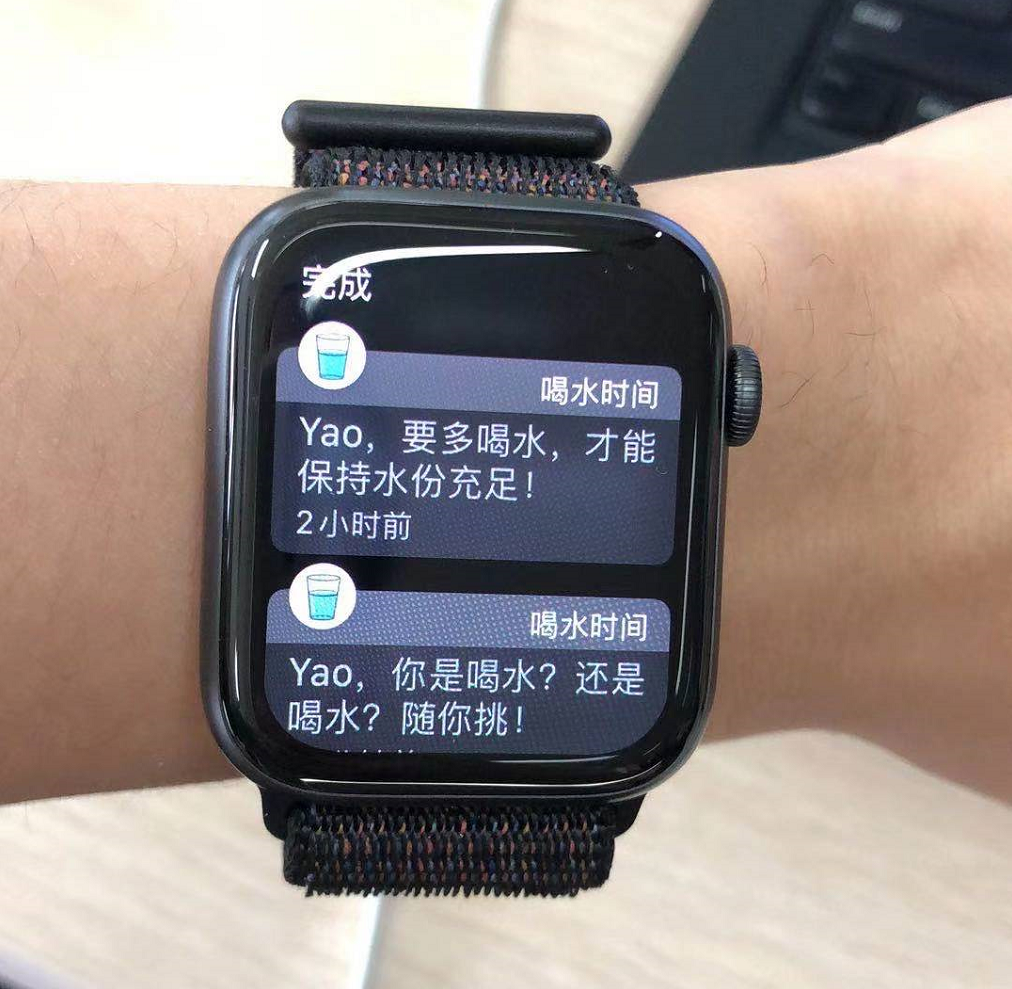 完成
喝水时间
Yao，要多喝水，才能
保持水份充足！
2小时前
喝水时间
Yao，你是喝水？还是
喝水？随你挑！